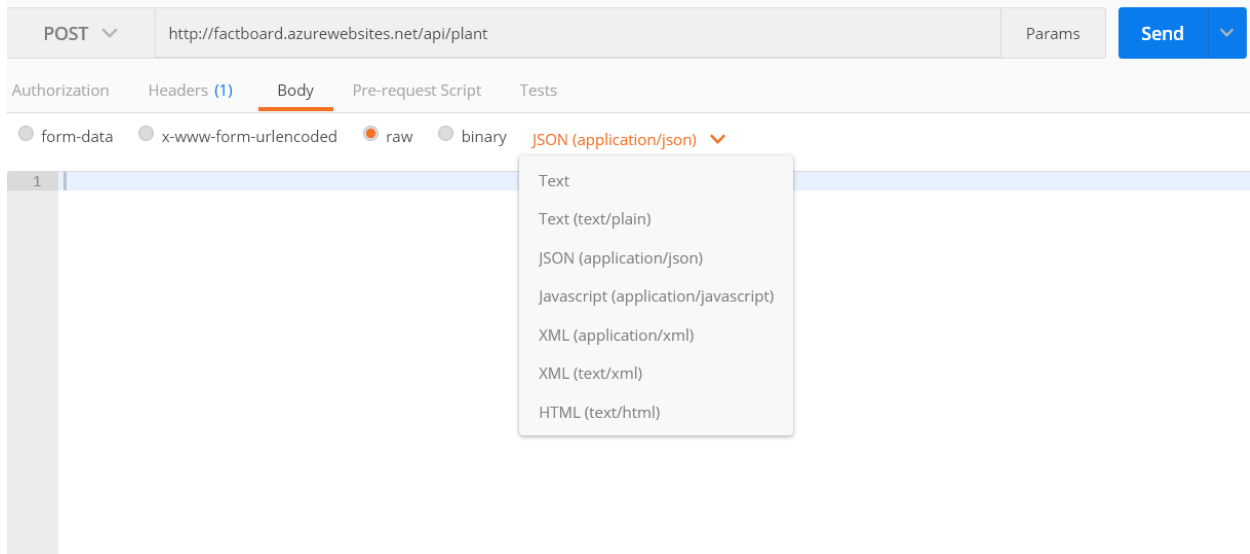 POST http://factboard.azurewebsites.net/api/plant Params Send
Authorization Headers (1) Body Pre-request Script Tests
form-data x-www-form-urlencoded raw binary JSON (application/json)
1
Text
Text (text/plain)
JSON (application/json)
Javascript (application/javascript)
XML (application/xml)
XML (text/xml)
HTML (text/html)